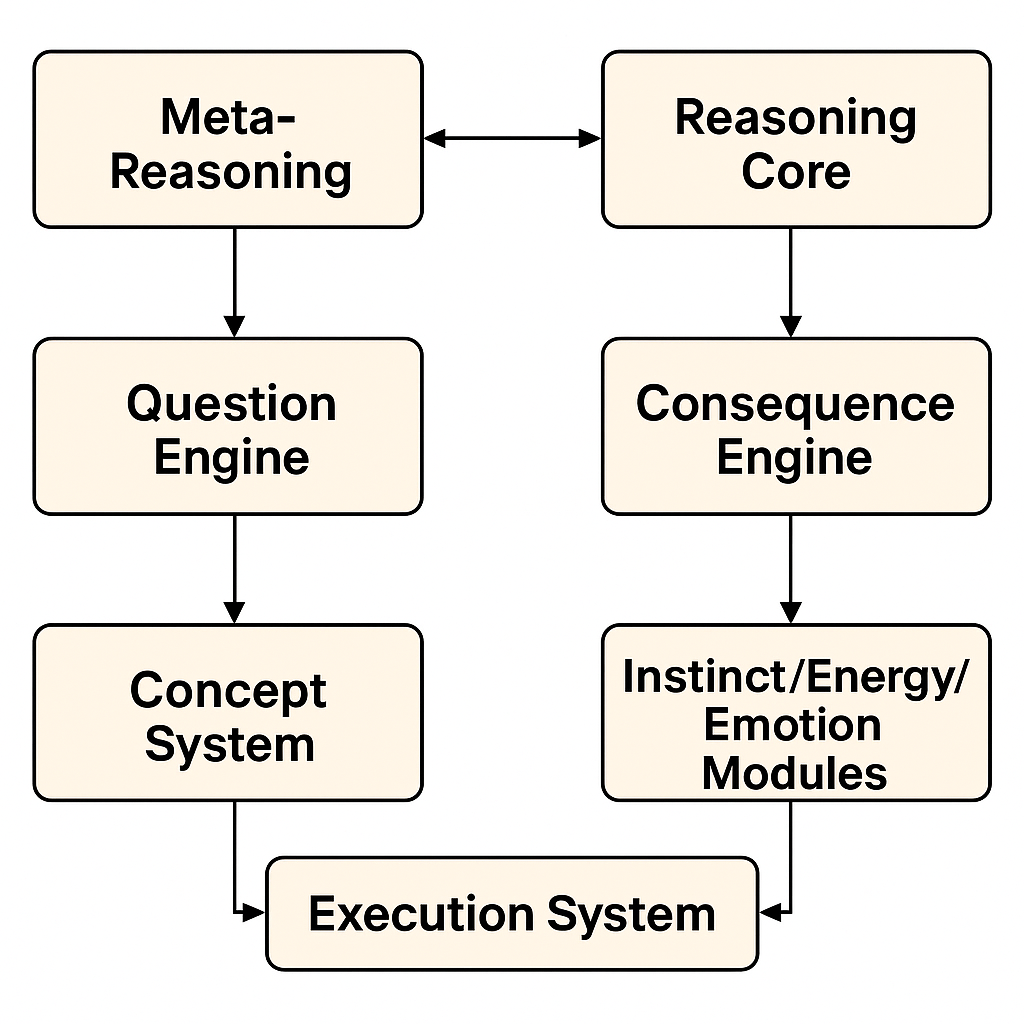 Meta-
Reasoning
Reasoning
Core
Question
Engine
Consequence
Engine
Concept
System
Instinct/Energy/
Emotion
Modules
Execution System